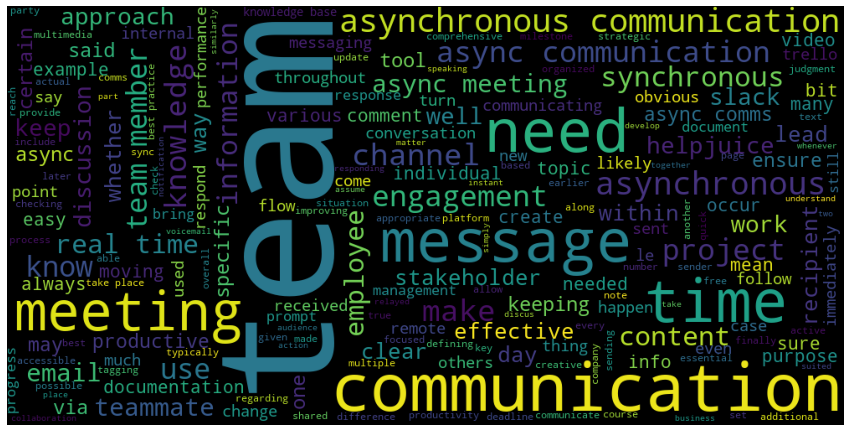 party
approach
knowledge base
team
asynchronous communication
multimedia
internal
similarly
messaging
comprehensive
milestone
strategic
said
certain
example
actual
comms
team member
knowledge
way
performance
information
update
speaking
organized
tool
async communication
video
trello
judgment
throughout
async meeting
synchronous
reach
say
part
best practice
response
turn
communicating
obvious
slack
bit
provide
whether
various
comment
well
need
develop
async comms
many
keep
discussion
respond
conversation
matter
document
text
include
sync
channel
helpjuice
lead
whenever
async
later
check
notification
responding
individual
new
based
topic
together
page
likely
ensure
still
point
checking
assume
come
instant
earlier
asynchronous
easy
bring
flow
situation
improving
engagement
within
occur
understand
process
voicemail
specific
appropriate
platform
along
create
another
quick
work
two
real time
able
employee
message
sent
project
recipient
immediately
know
moving
used
overall
simply
stakeholder
le
number
sender
mean
always
take place
received
management
allow
needed
free
follow
meeting
prompt
relayed
discus
keeping
happen
note
take
time
may
best
productive
audience
given
made
action
remote
true
make
effective
every
thing
case
active
finally
accessible
typically
focused
defining
key
day
content
even
suited
progress
email
much
use
one
clear
others
creative
sending
company
info
sure
essential
purpose
possible
place
tagging
documentation
regarding
multiple
communication
via
teammate
change
shared
difference
productivity
deadline
communicate
course
set
additional
collaboration
business